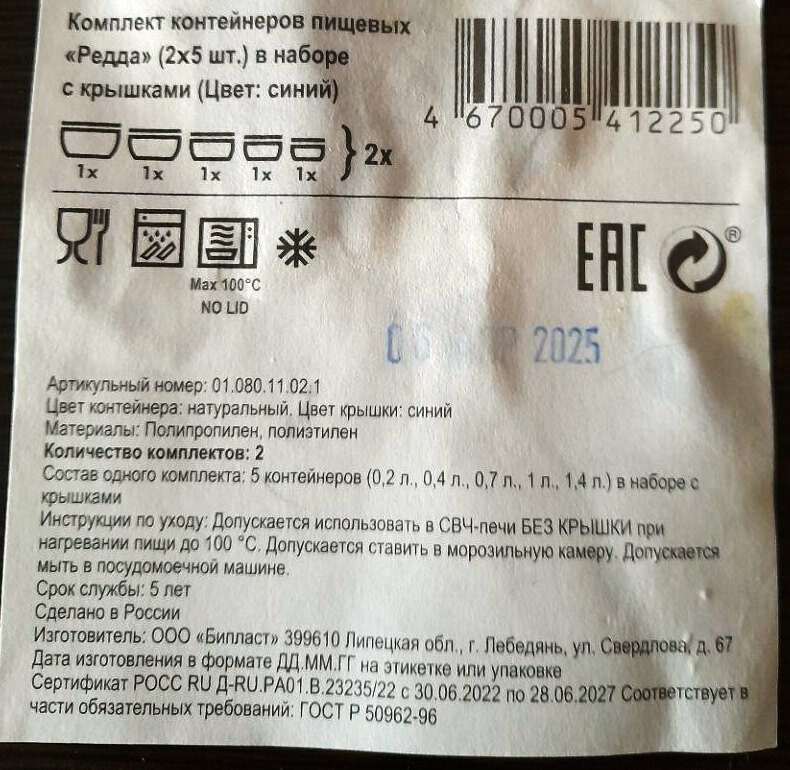 Комплект контейнеров пищевых
«Редда» (2х5 шт.) в наборе
с крышками (Цвет: синий)
4 670005 412250
1x 1x 1x 1x 1x } 2x
Max 100°C
NO LID
EAC ®
2025
Артикульный номер: 01.080.11.02.1
Цвет контейнера: натуральный. Цвет крышки: синий
Материалы: Полипропилен, полиэтилен
Количество комплектов: 2
Состав одного комплекта: 5 контейнеров (0,2 л., 0,4 л., 0,7 л., 1 л., 1,4 л.) в наборе с
крышками
Инструкции по уходу: Допускается использовать в СВЧ-печи БЕЗ КРЫШКИ при
нагревании пищи до 100 °С. Допускается ставить в морозильную камеру. Допускается
мыть в посудомоечной машине.
Срок службы: 5 лет
Сделано в России
Изготовитель: ООО «Бипласт» 399610 Липецкая обл., г. Лебедянь, ул. Свердлова, д. 67
Дата изготовления в формате ДД.ММ.ГГ на этикетке или упаковке
Сертификат РОСС RU Д-RU.РА01.В.23235/22 с 30.06.2022 по 28.06.2027 Соответствует в
части обязательных требований: ГОСТ Р 50962-96